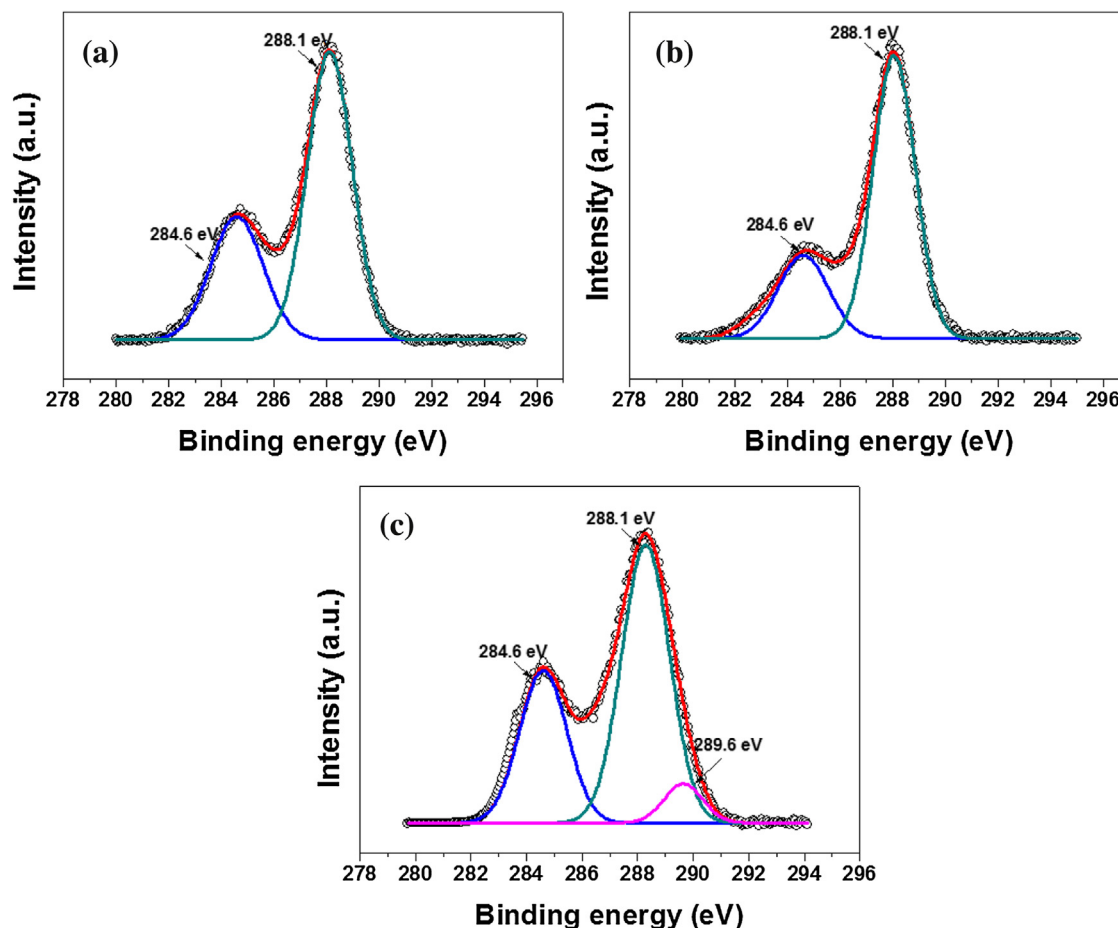 (a)
288.1 eV
284.6 eV
Intensity (a.u.)
278 280 282 284 286 288 290 292 294 296
Binding energy (eV)
(b)
288.1 eV
284.6 eV
Intensity (a.u.)
278 280 282 284 286 288 290 292 294 296
Binding energy (eV)
(c)
288.1 eV
284.6 eV
289.6 eV
Intensity (a.u.)
278 280 282 284 286 288 290 292 294 296
Binding energy (eV)